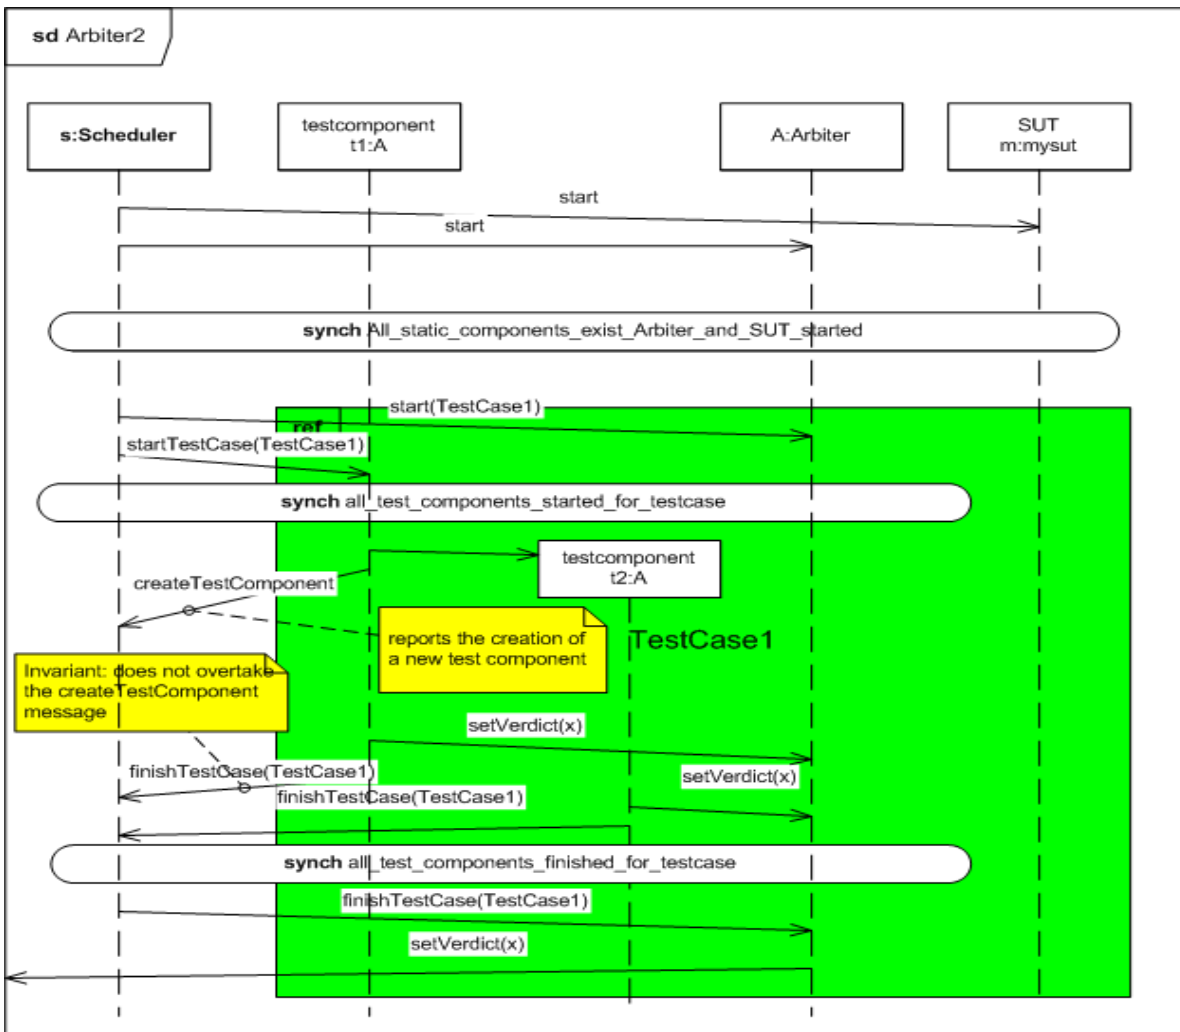 sd Arbiter2
s:Scheduler
testcomponent
t1:A
A:Arbiter
SUT
m:mysut
start
start
synch All_static_components_exist_Arbiter_and_SUT_started
start(TestCase1)
ref
startTestCase(TestCase1)
synch all_test_components_started_for_testcase
testcomponent
t2:A
createTestComponent
reports the creation of
a new test component
TestCase1
Invariant: does not overtake
the createTestComponent
message
setVerdict(x)
finishTestCase(TestCase1)
setVerdict(x)
finishTestCase(TestCase1)
synch all_test_components_finished_for_testcase
finishTestCase(TestCase1)
setVerdict(x)